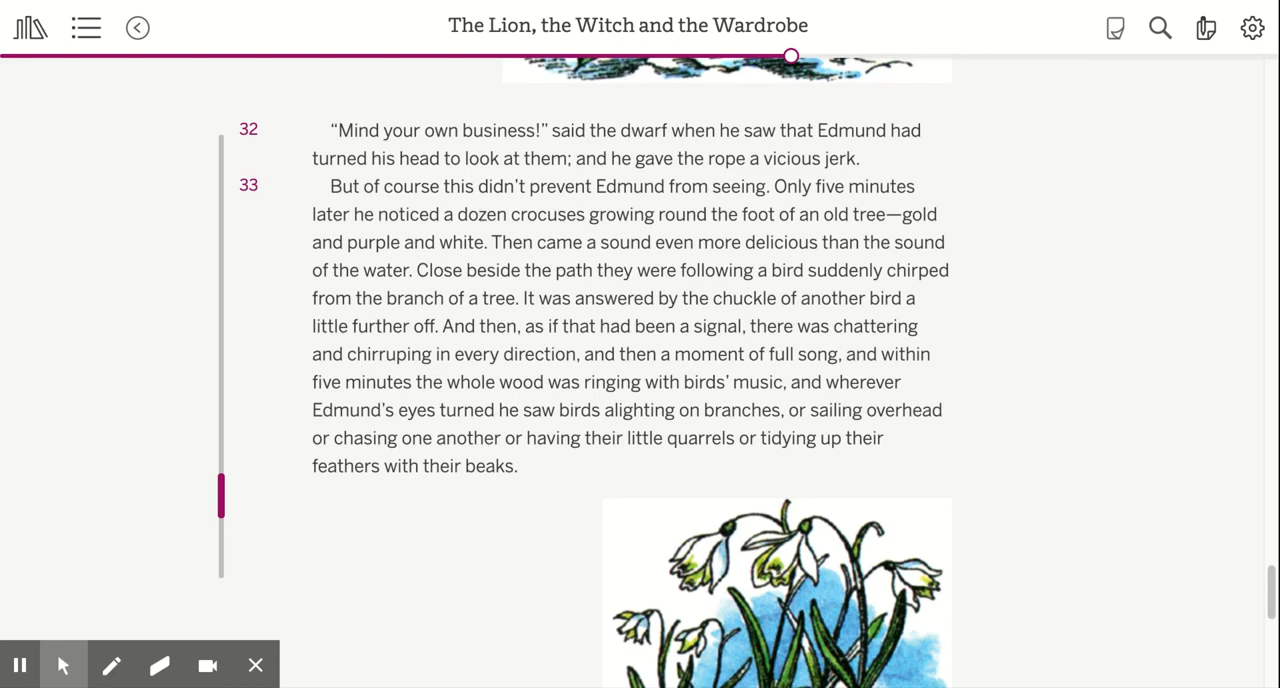 The Lion, the Witch and the Wardrobe
32
“Mind your own business!” said the dwarf when he saw that Edmund had
turned his head to look at them; and he gave the rope a vicious jerk.
33
But of course this didn’t prevent Edmund from seeing. Only five minutes
later he noticed a dozen crocuses growing round the foot of an old tree—gold
and purple and white. Then came a sound even more delicious than the sound
of the water. Close beside the path they were following a bird suddenly chirped
from the branch of a tree. It was answered by the chuckle of another bird a
little further off. And then, as if that had been a signal, there was chattering
and chirruping in every direction, and then a moment of full song, and within
five minutes the whole wood was ringing with birds’ music, and wherever
Edmund’s eyes turned he saw birds alighting on branches, or sailing overhead
or chasing one another or having their little quarrels or tidying up their
feathers with their beaks.